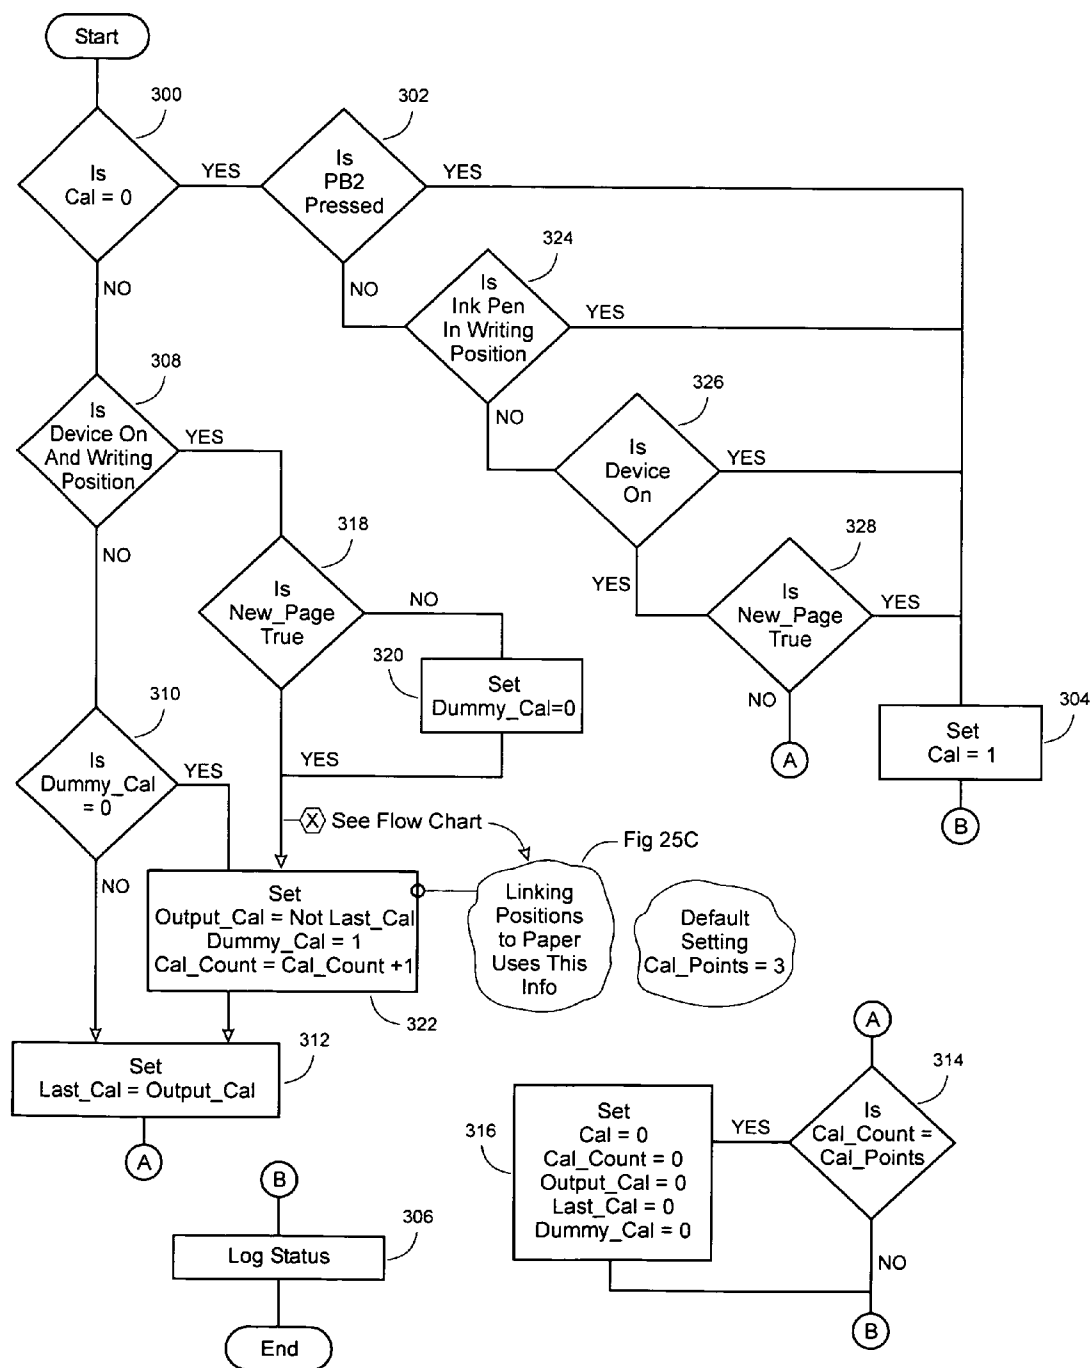 Start
300
Is
Cal = 0
YES
NO
302
Is
PB2
Pressed
YES
NO
324
Is
Ink Pen
In Writing
Position
YES
NO
326
Is
Device
On
YES
YES
328
Is
New_Page
True
YES
NO
A
304
Set
Cal = 1
B
308
Is
Device On
And Writing
Position
YES
NO
318
Is
New_Page
True
NO
YES
320
Set
Dummy_Cal=0
310
Is
Dummy_Cal
= 0
YES
NO
X See Flow Chart
Fig 25C
Linking
Positions
to Paper
Uses This
Info
Default
Setting
Cal_Points = 3
Set
Output_Cal = Not Last_Cal
Dummy_Cal = 1
Cal_Count = Cal_Count +1
322
312
Set
Last_Cal = Output_Cal
A
B
306
Log Status
End
A
314
Is
Cal_Count =
Cal_Points
YES
NO
316
Set
Cal = 0
Cal_Count = 0
Output_Cal = 0
Last_Cal = 0
Dummy_Cal = 0
B